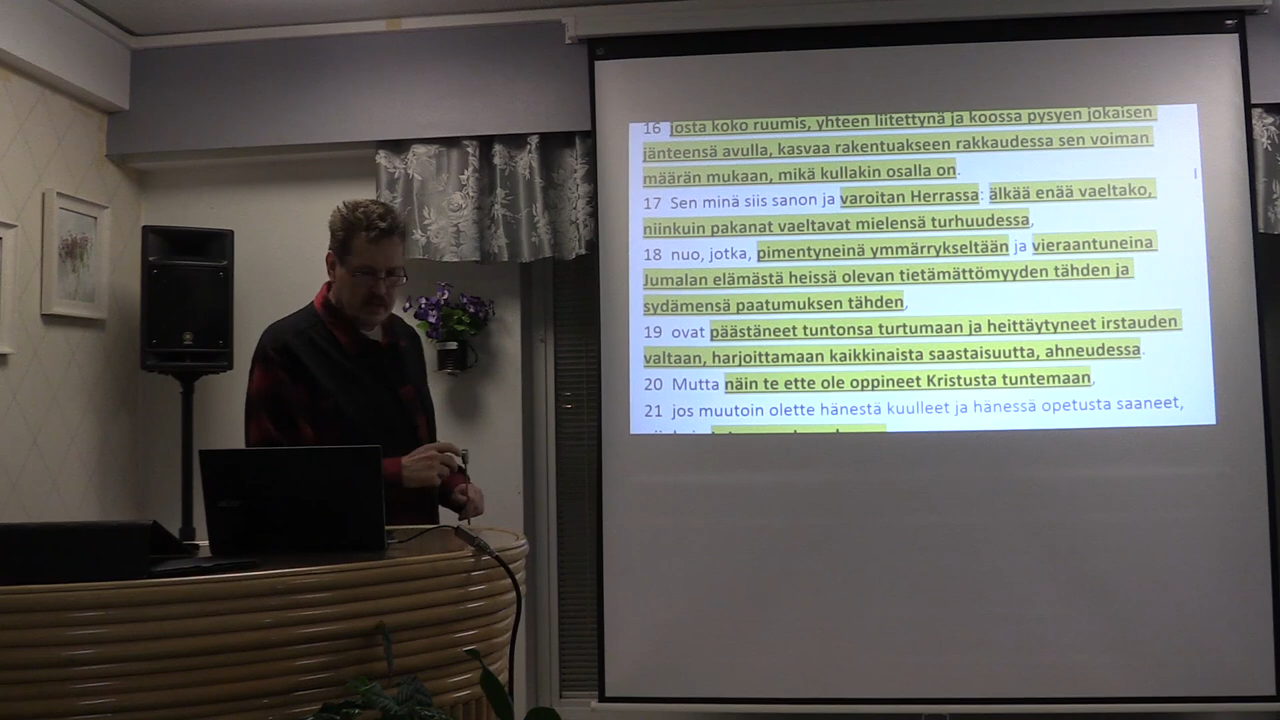 16 josta koko ruumis, yhteen liitettynä ja koossa pysyen jokaisen
jänteensä avulla, kasvaa rakentuakseen rakkaudessa sen voiman
määrän mukaan, mikä kullakin osalla on.
17 Sen minä siis sanon ja varoitan Herrassa: älkää enää vaeltako,
niinkuin pakanat vaeltavat mielensä turhuudessa,
18 nuo, jotka, pimentyneinä ymmärrykseltään ja vieraantuneina
Jumalan elämästä heissä olevan tietämättömyyden tähden ja
sydämensä paatumuksen tähden,
19 ovat päästäneet tuntonsa turtumaan ja heittäytyneet irstauden
valtaan, harjoittamaan kaikkinaista saastaisuutta, ahneudessa.
20 Mutta näin te ette ole oppineet Kristusta tuntemaan,
21 jos muutoin olette hänestä kuulleet ja hänessä opetusta saaneet,